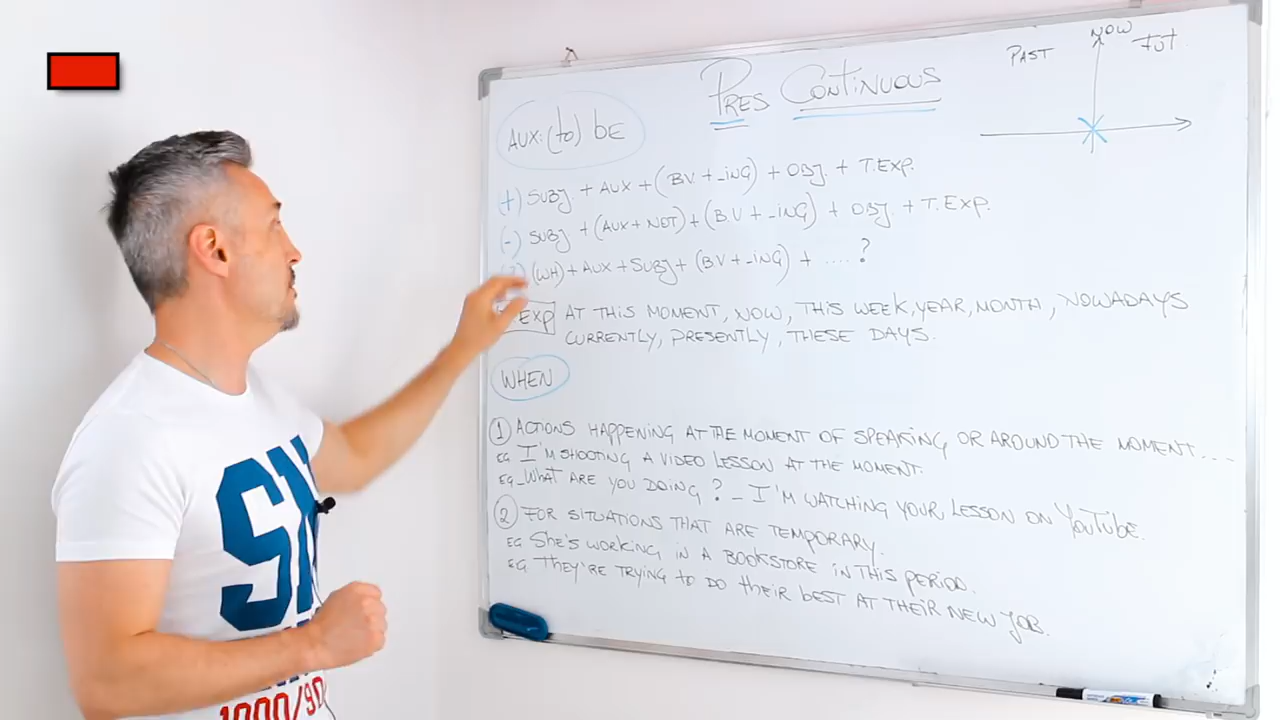 PRES CONTINUOUS
PAST NOW FUT.
AUX: (to) BE
(+) SUBJ. + AUX + (B.V. + -ING) + OBJ + T.EXP.
(-) SUBJ + (AUX + NOT) + (B.V + -ING) + OBJ + T.EXP.
(WH) + AUX + SUBJ + (BV + -ING) + .... ?
EXP AT THIS MOMENT, NOW, THIS WEEK, YEAR, MONTH, NOWADAYS
CURRENTLY, PRESENTLY, THESE DAYS.
WHEN
1 ACTIONS HAPPENING AT THE MOMENT OF SPEAKING OR AROUND THE MOMENT...
EG I'M SHOOTING A VIDEO LESSON AT THE MOMENT.
EG - WHAT ARE YOU DOING? - I'M WATCHING YOUR LESSON ON YOUTUBE.
2 FOR SITUATIONS THAT ARE TEMPORARY.
EG. SHE'S WORKING IN A BOOKSTORE IN THIS PERIOD.
EG. THEY'RE TRYING TO DO THEIR BEST AT THEIR NEW JOB.
1000/90